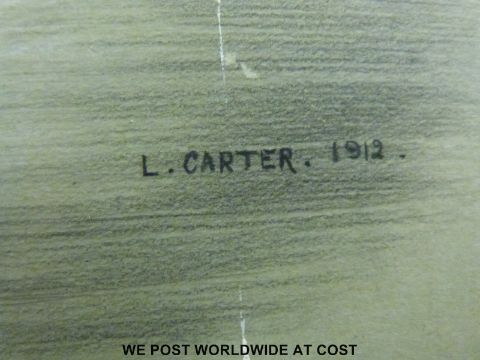 L. CARTER. 1912.
WE POST WORLDWIDE AT COST